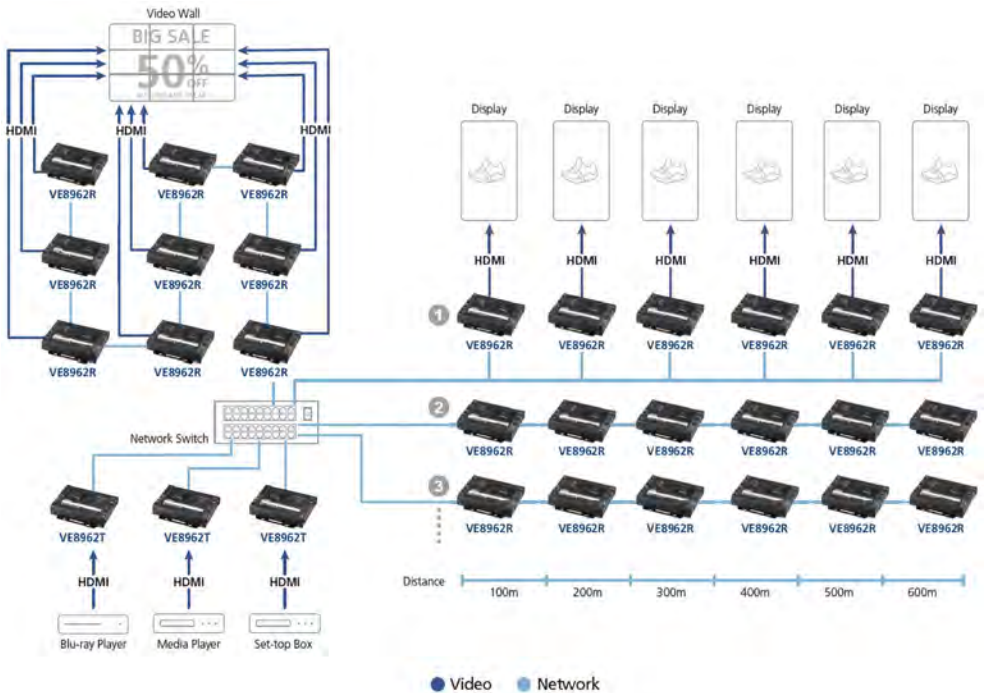 Video Wall
BIG SALE
50%
OFF
HDMI HDMI HDMI
VE8962R VE8962R VE8962R
VE8962R VE8962R VE8962R
VE8962R VE8962R VE8962R
Network Switch
VE8962T VE8962T VE8962T
HDMI HDMI HDMI
Blu-ray Player Media Player Set-top Box
Display Display Display Display Display Display
HDMI HDMI HDMI HDMI HDMI HDMI
1
VE8962R VE8962R VE8962R VE8962R VE8962R VE8962R
2
VE8962R VE8962R VE8962R VE8962R VE8962R VE8962R
3
VE8962R VE8962R VE8962R VE8962R VE8962R VE8962R
Distance 100m 200m 300m 400m 500m 600m
Video Network